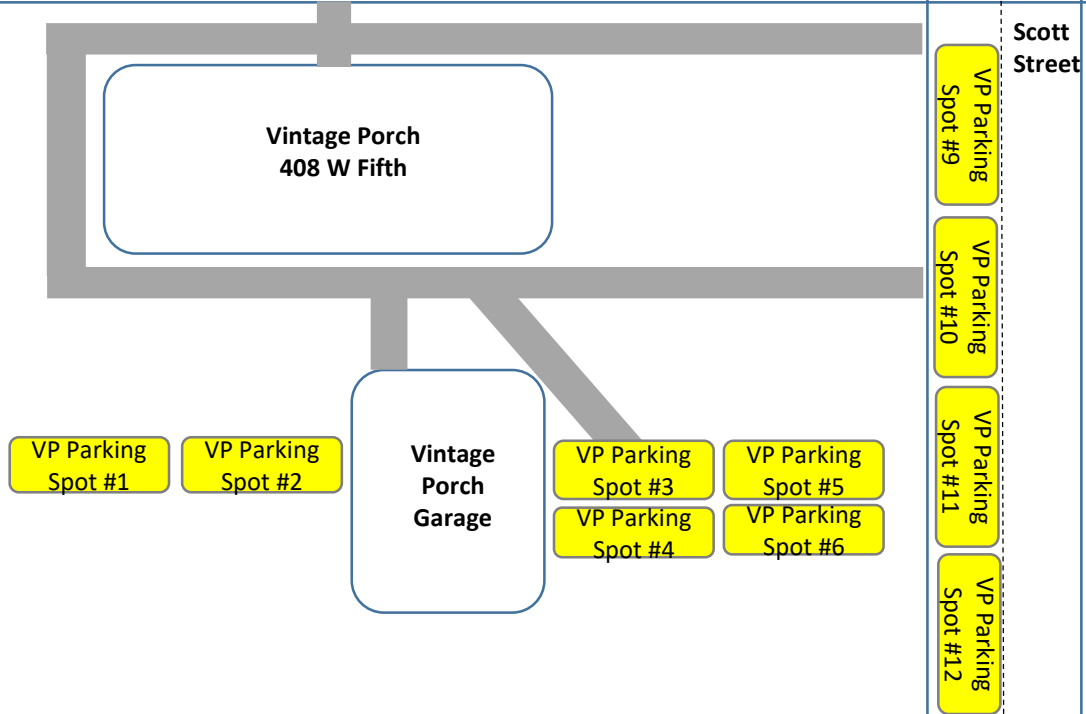 Scott
Street
VP Parking
Spot #9
Vintage Porch
408 W Fifth
VP Parking
Spot #10
VP Parking
Spot #11
VP Parking
Spot #1
VP Parking
Spot #2
Vintage
Porch
Garage
VP Parking
Spot #3
VP Parking
Spot #5
VP Parking
Spot #4
VP Parking
Spot #6
VP Parking
Spot #12